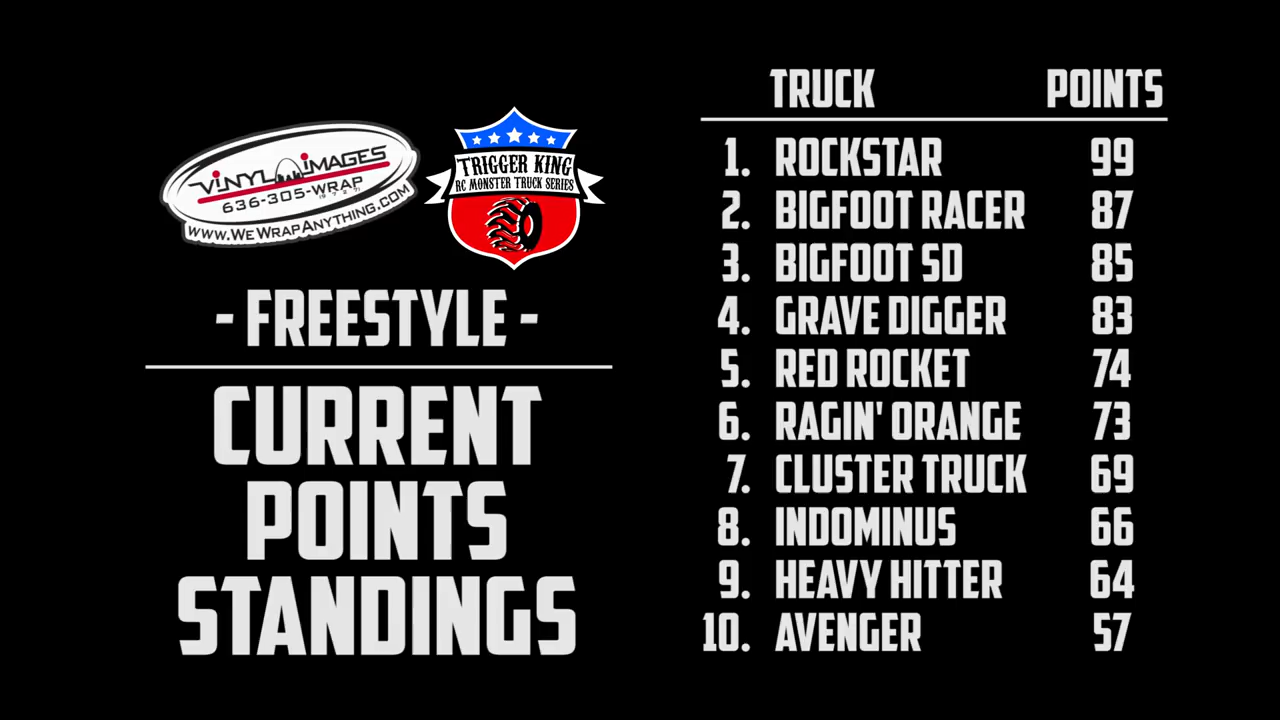 VINYL IMAGES
636-305-WRAP
(9727)
WWW.WEWRAPANYTHING.COM
TRIGGER KING
RC MONSTER TRUCK SERIES
- FREESTYLE -
CURRENT
POINTS
STANDINGS
TRUCK POINTS
1. ROCKSTAR 99
2. BIGFOOT RACER 87
3. BIGFOOT SD 85
4. GRAVE DIGGER 83
5. RED ROCKET 74
6. RAGIN' ORANGE 73
7. CLUSTER TRUCK 69
8. INDOMINUS 66
9. HEAVY HITTER 64
10. AVENGER 57